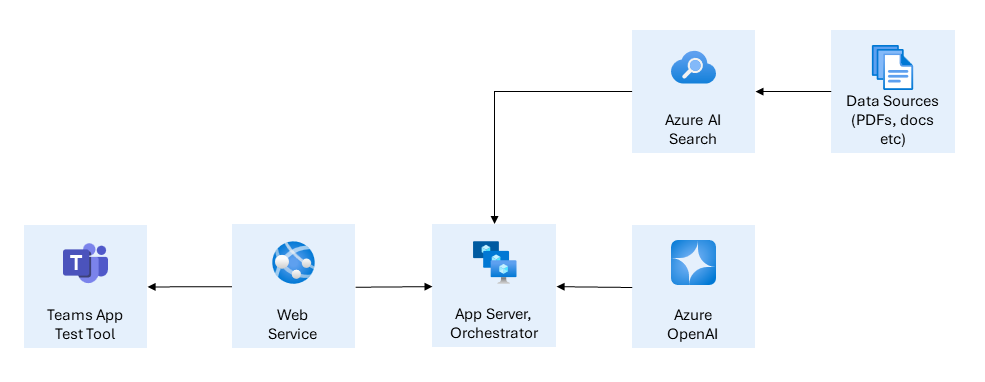 Azure AI
Search
Data Sources
(PDFs, docs
etc)
T
Teams App
Test Tool
Web
Service
App Server,
Orchestrator
Azure
OpenAI